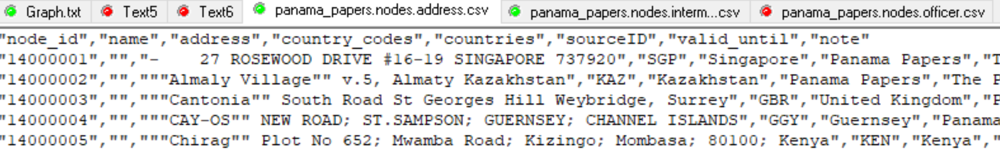 Graph.txt Text5 Text6 panama_papers.nodes.address.csv panama_papers.nodes.interm...csv panama_papers.nodes.officer.csv
"node_id","name","address","country_codes","countries","sourceID","valid_until","note"
"14000001","","-    27 ROSEWOOD DRIVE #16-19 SINGAPORE 737920","SGP","Singapore","Panama Papers","T
"14000002","","""Almaly Village"" v.5, Almaty Kazakhstan","KAZ","Kazakhstan","Panama Papers","The P
"14000003","","""Cantonia"" South Road St Georges Hill Weybridge, Surrey","GBR","United Kingdom","P
"14000004","","""CAY-OS"" NEW ROAD; ST.SAMPSON; GUERNSEY; CHANNEL ISLANDS","GGY","Guernsey","Panama
"14000005","","""Chirag"" Plot No 652; Mwamba Road; Kizingo; Mombasa; 80100; Kenya","KEN","Kenya","